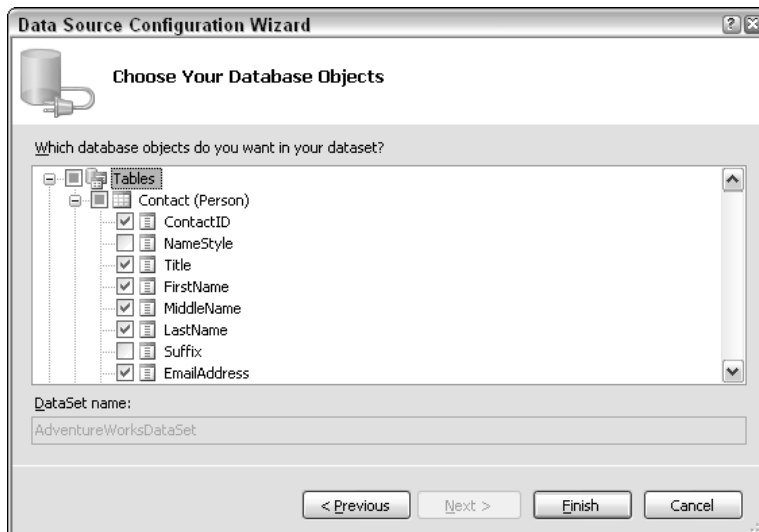 Data Source Configuration Wizard
Choose Your Database Objects
Which database objects do you want in your dataset?
Tables
Contact (Person)
ContactID
NameStyle
Title
FirstName
MiddleName
LastName
Suffix
EmailAddress
DataSet name:
AdventureWorksDataSet
< Previous Next > Finish Cancel